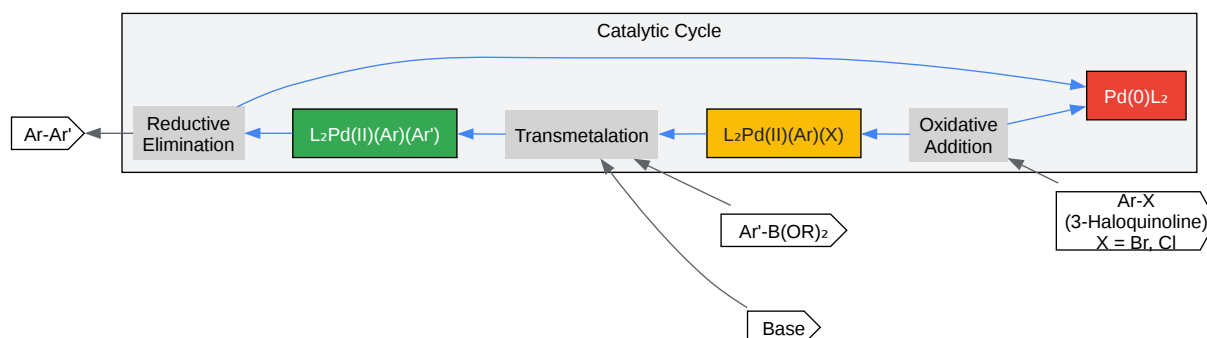 Catalytic Cycle
Pd(0)L₂
Ar-Ar'
Reductive
Elimination
L₂Pd(II)(Ar)(Ar')
Transmetalation
L₂Pd(II)(Ar)(X)
Oxidative
Addition
Ar'-B(OR)₂
Ar-X
(3-Haloquinoline)
X = Br, Cl
Base